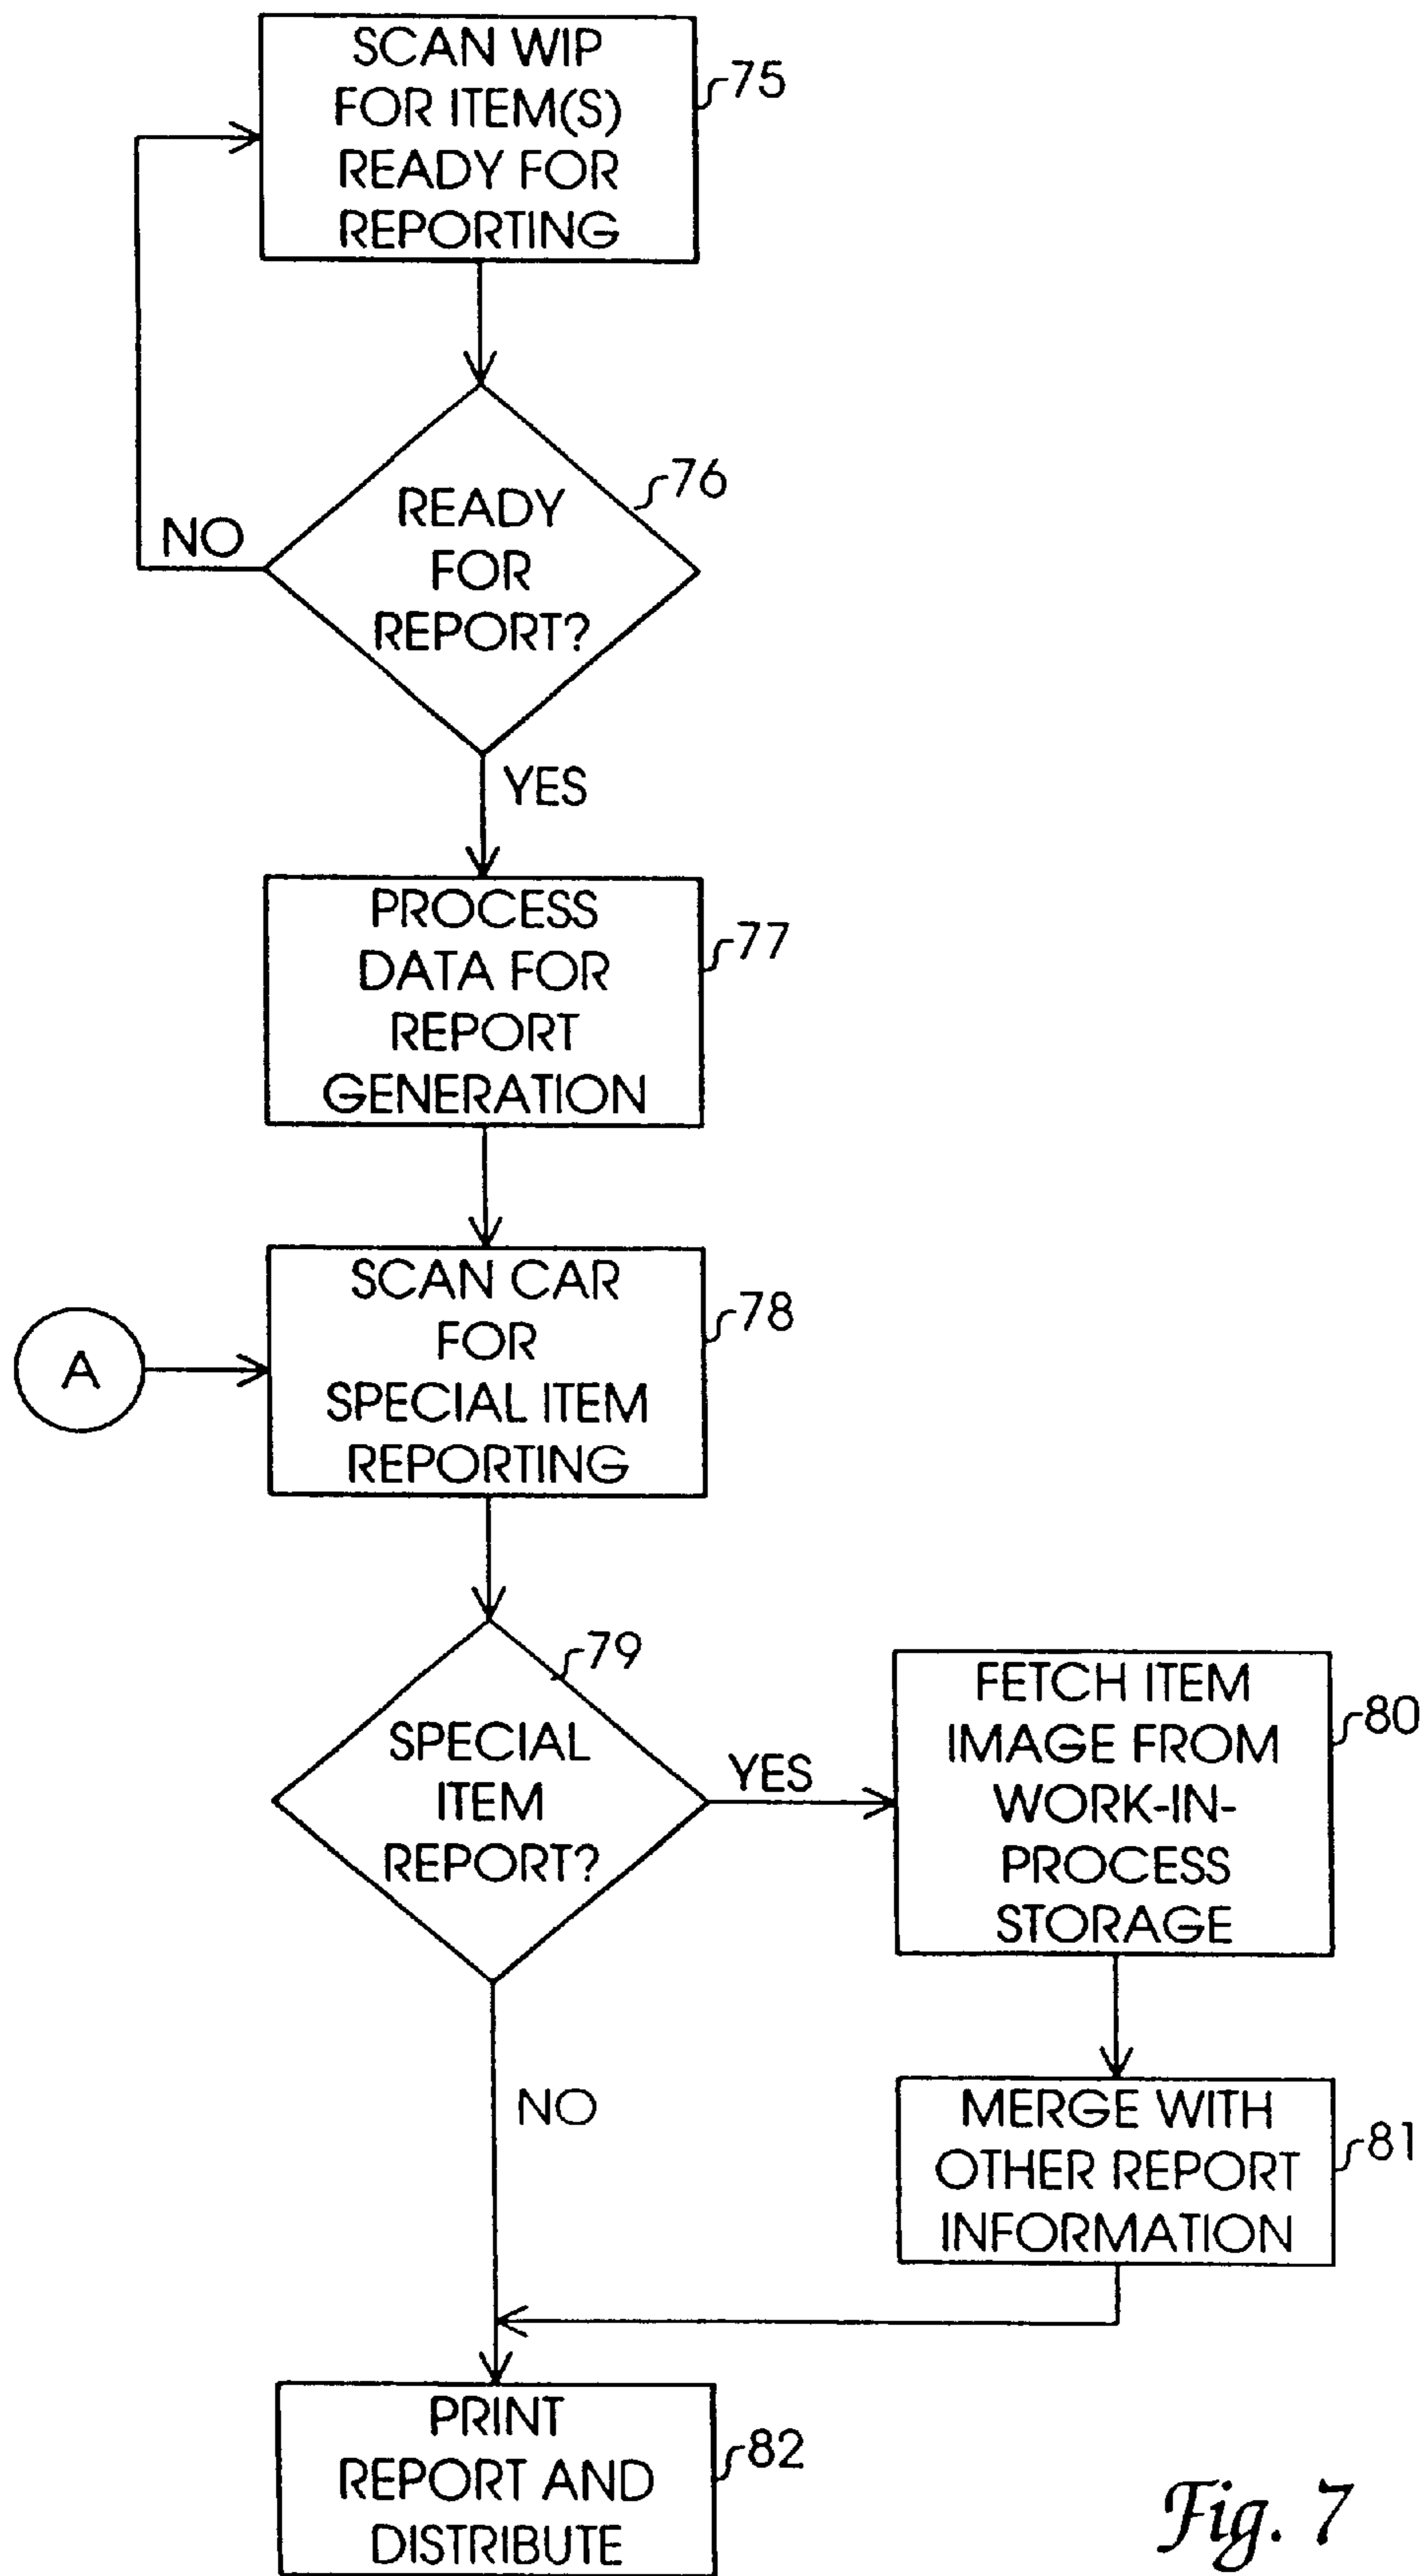 SCAN WIP
FOR ITEM(S)
READY FOR
REPORTING
75
76
READY
FOR
REPORT?
NO
YES
PROCESS
DATA FOR
REPORT
GENERATION
77
SCAN CAR
FOR
SPECIAL ITEM
REPORTING
78
A
79
SPECIAL
ITEM
REPORT?
YES
FETCH ITEM
IMAGE FROM
WORK-IN-
PROCESS
STORAGE
80
NO
MERGE WITH
OTHER REPORT
INFORMATION
81
PRINT
REPORT AND
DISTRIBUTE
82
Fig. 7